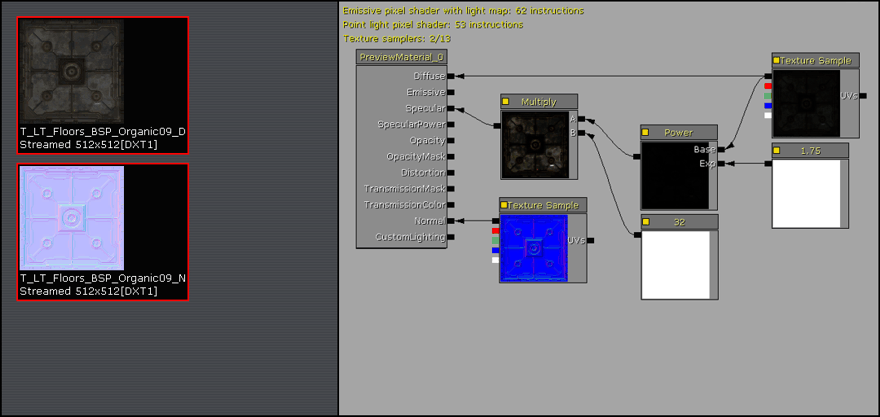 T_LT_Floors_BSP_Organic09_D
Streamed 512x512[DXT1]
T_LT_Floors_BSP_Organic09_N
Streamed 512x512[DXT1]
Emissive pixel shader with light map: 62 instructions
Point light pixel shader: 53 instructions
Texture samplers: 2/13
PreviewMaterial_0
Diffuse
Emissive
Specular
SpecularPower
Opacity
OpacityMask
Distortion
TransmissionMask
TransmissionColor
Normal
CustomLighting
Multiply
A
B
Texture Sample
UVs
Power
Base
Exp
32
Texture Sample
UVs
1.75